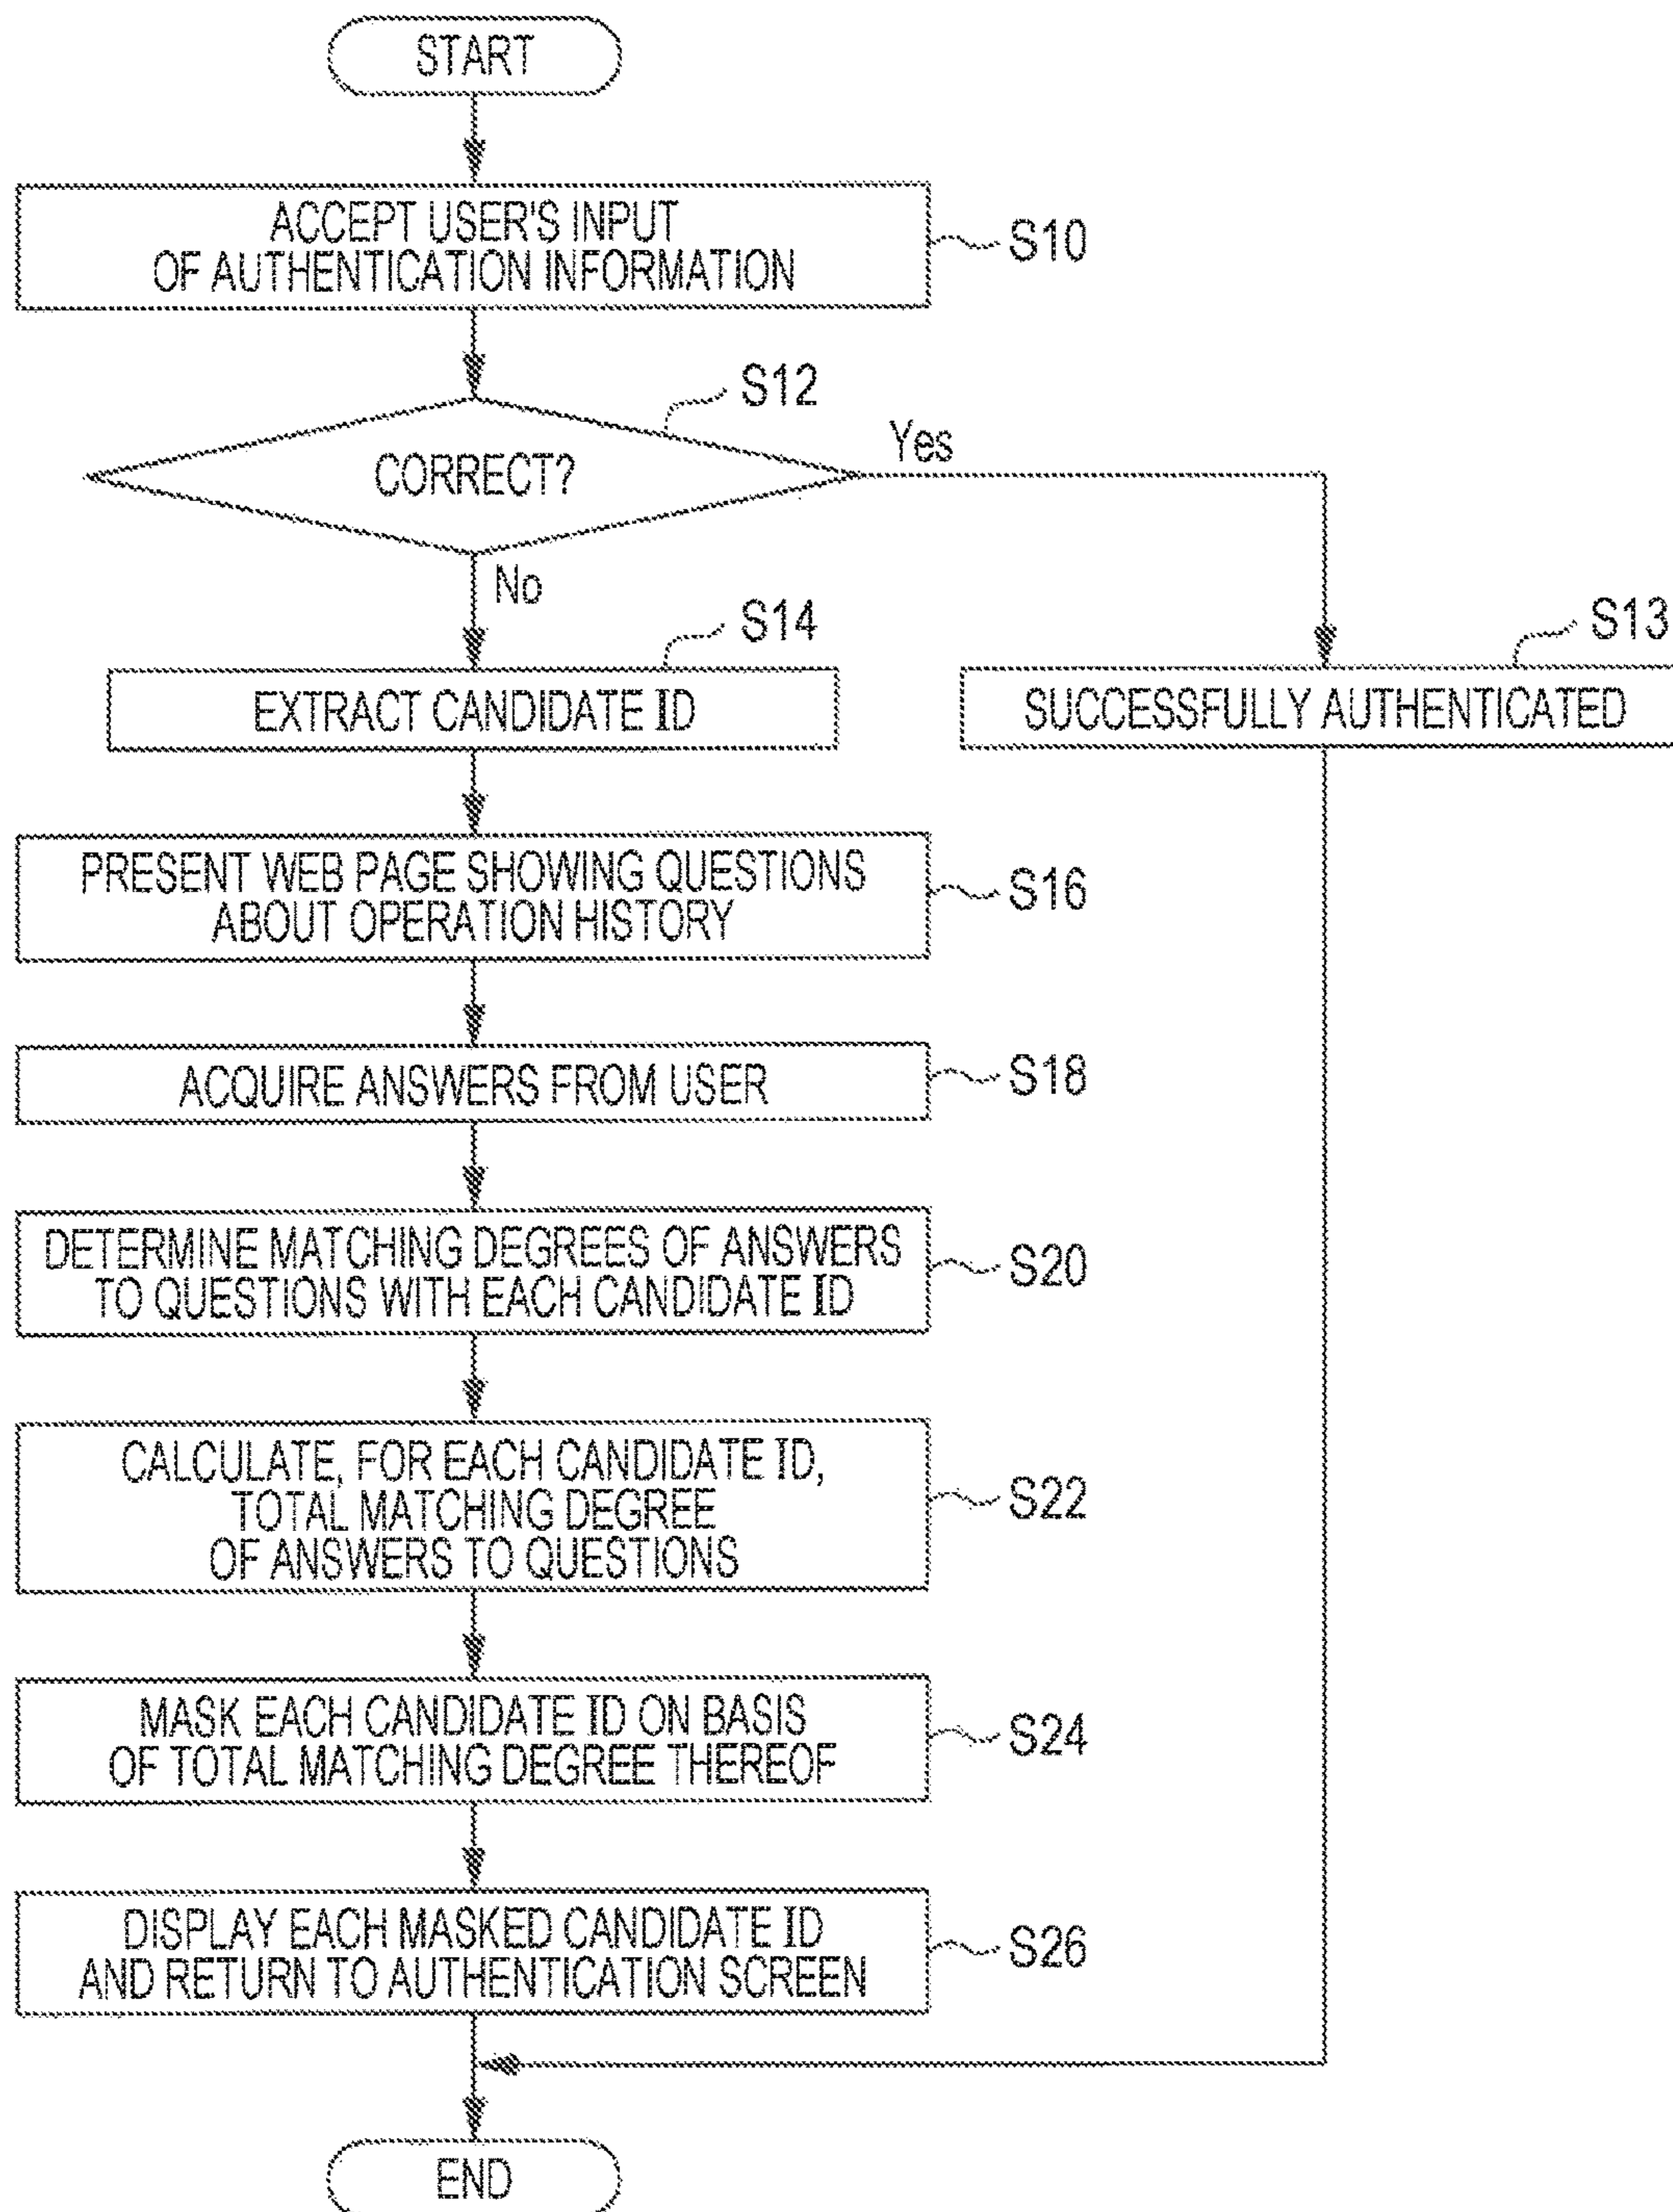 START
ACCEPT USER'S INPUT
OF AUTHENTICATION INFORMATION
S10
S12
CORRECT?
Yes
No
S14
EXTRACT CANDIDATE ID
S13
SUCCESSFULLY AUTHENTICATED
PRESENT WEB PAGE SHOWING QUESTIONS
ABOUT OPERATION HISTORY
S16
ACQUIRE ANSWERS FROM USER
S18
DETERMINE MATCHING DEGREES OF ANSWERS
TO QUESTIONS WITH EACH CANDIDATE ID
S20
CALCULATE, FOR EACH CANDIDATE ID,
TOTAL MATCHING DEGREE
OF ANSWERS TO QUESTIONS
S22
MASK EACH CANDIDATE ID ON BASIS
OF TOTAL MATCHING DEGREE THEREOF
S24
DISPLAY EACH MASKED CANDIDATE ID
AND RETURN TO AUTHENTICATION SCREEN
S26
END